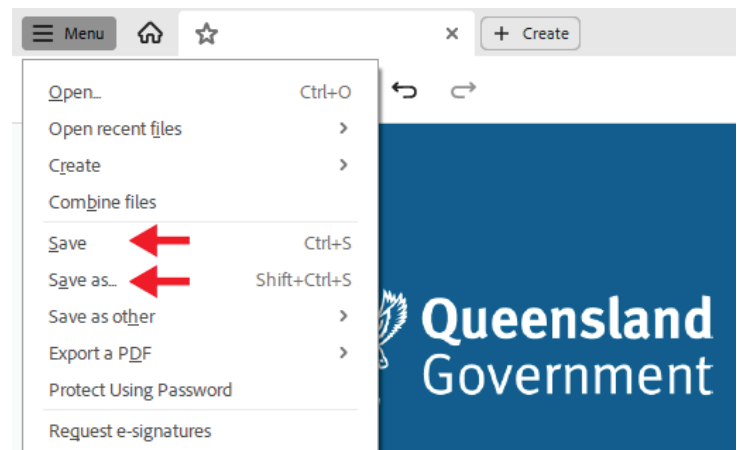 Menu
+ Create
Open... Ctrl+O
Open recent files
Create
Combine files
Save Ctrl+S
Save as... Shift+Ctrl+S
Save as other
Export a PDF
Protect Using Password
Request e-signatures
Queensland
Government